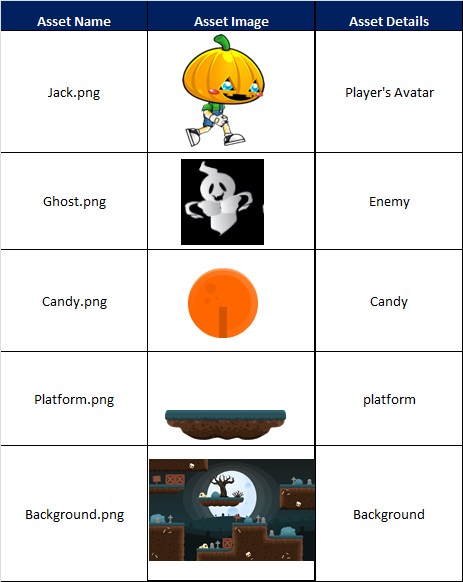 Asset Name Asset Image Asset Details
Jack.png Player's Avatar
Ghost.png Enemy
Candy.png Candy
Platform.png platform
Background.png Background